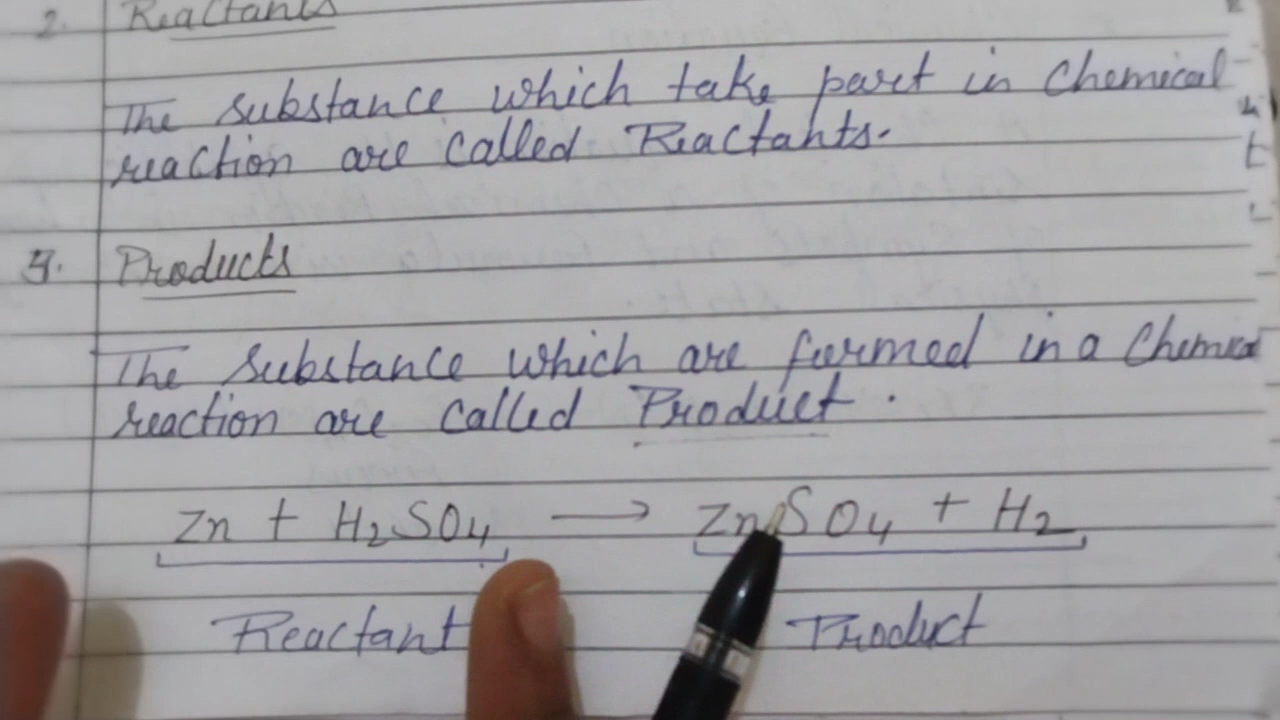 2. Reactants
The substance which take part in Chemical
reaction are called Reactants.
3. Products
The substance which are formed in a Chemical
reaction are called Product.
Zn + H₂SO₄ → ZnSO₄ + H₂
Reactant Product